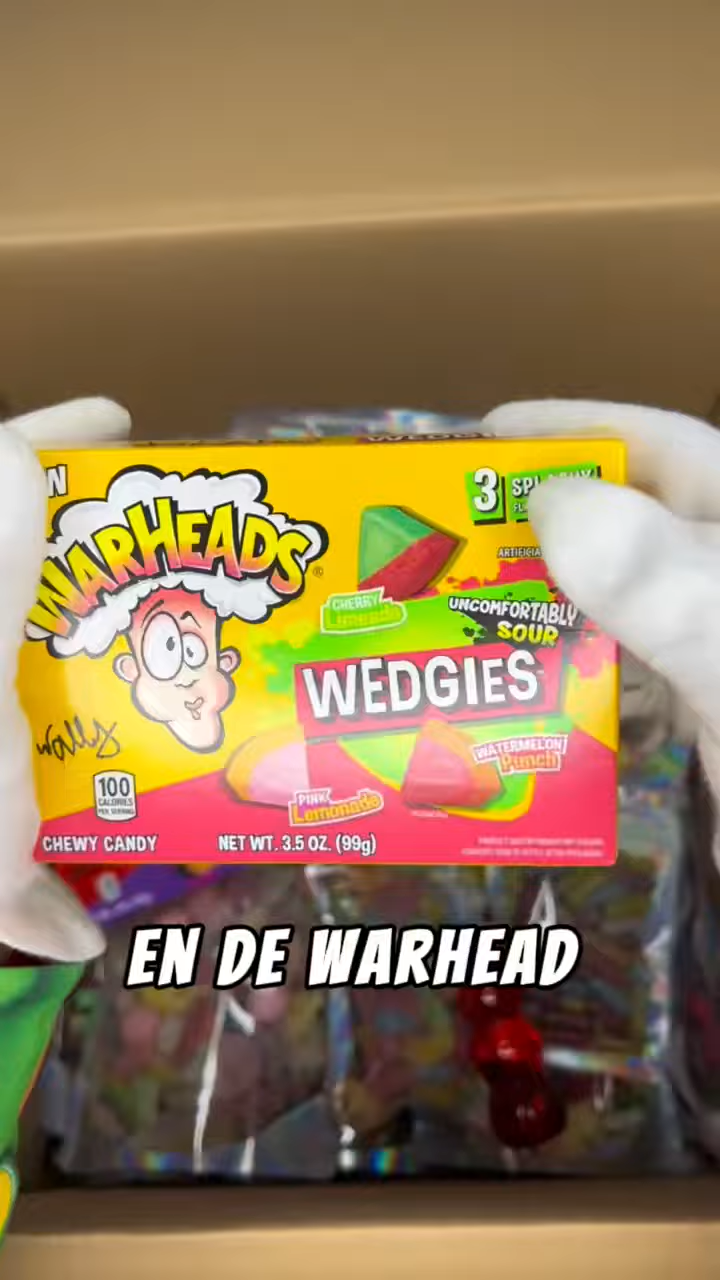 WARHEADS
3
CHERRY
Limeade
UNCOMFORTABLY
SOUR
WEDGIES
WATERMELON
Punch
Wally
PINK
Lemonade
100
CALORIES
PER SERVING
CHEWY CANDY
NET WT. 3.5 OZ. (99g)
EN DE WARHEAD